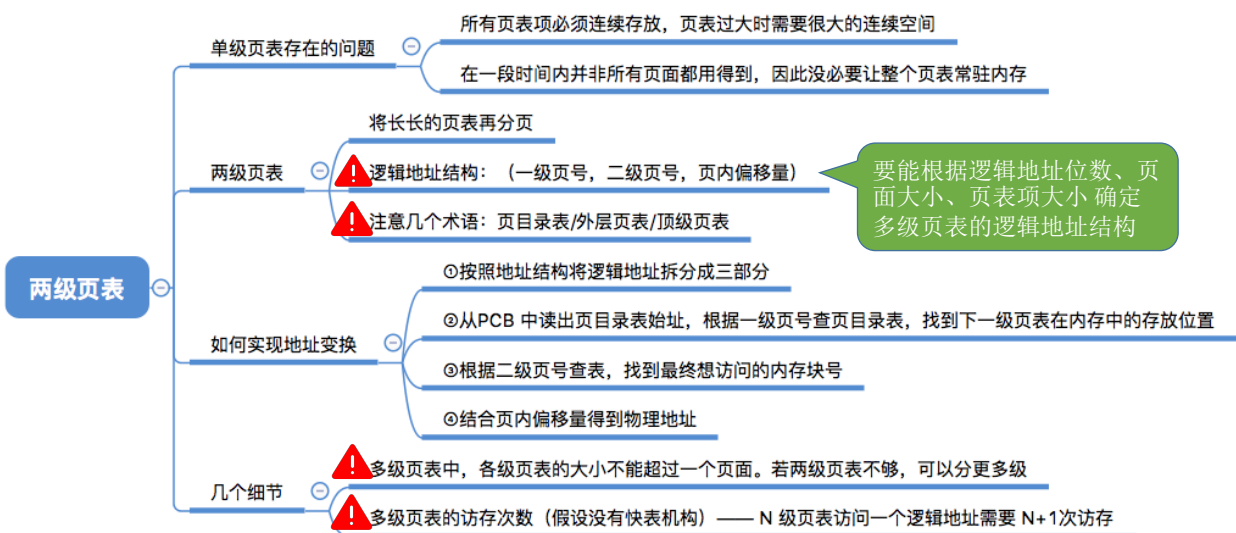 两级页表
单级页表存在的问题
所有页表项必须连续存放，页表过大时需要很大的连续空间
在一段时间内并非所有页面都用得到，因此没必要让整个页表常驻内存
两级页表
将长长的页表再分页
逻辑地址结构：（一级页号，二级页号，页内偏移量）
要能根据逻辑地址位数、页
面大小、页表项大小 确定
多级页表的逻辑地址结构
注意几个术语：页目录表/外层页表/顶级页表
如何实现地址变换
①按照地址结构将逻辑地址拆分成三部分
②从PCB 中读出页目录表始址，根据一级页号查页目录表，找到下一级页表在内存中的存放位置
③根据二级页号查表，找到最终想访问的内存块号
④结合页内偏移量得到物理地址
几个细节
多级页表中，各级页表的大小不能超过一个页面。若两级页表不够，可以分更多级
多级页表的访存次数（假设没有快表机构）—— N 级页表访问一个逻辑地址需要 N+1次访存